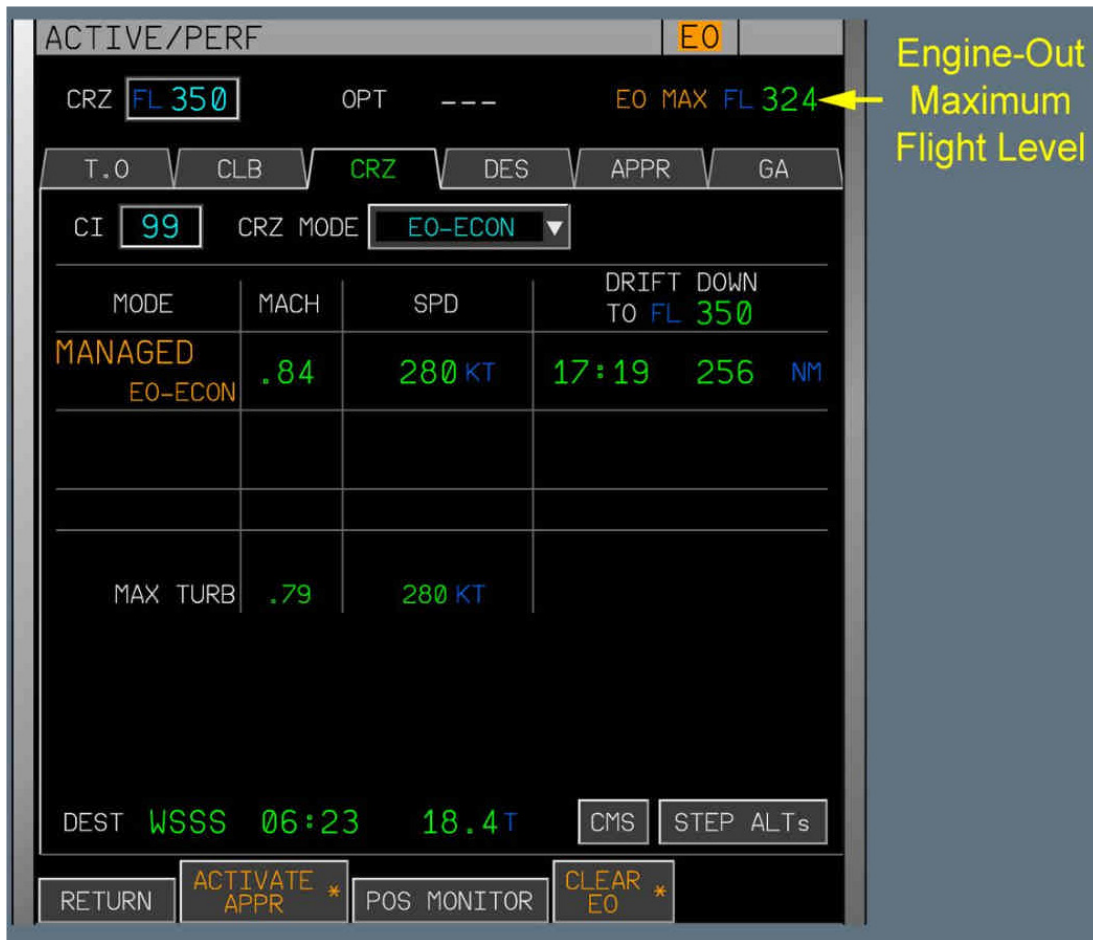 ACTIVE/PERF EO
Engine-Out
Maximum
Flight Level
CRZ FL 350 OPT --- EO MAX FL 324
T.O CLB CRZ DES APPR GA
CI 99 CRZ MODE EO-ECON
MODE MACH SPD DRIFT DOWN
TO FL 350
MANAGED
EO-ECON .84 280 KT 17:19 256 NM
MAX TURB .79 280 KT
DEST WSSS 06:23 18.4 T CMS STEP ALTs
RETURN ACTIVATE APPR * POS MONITOR CLEAR EO *